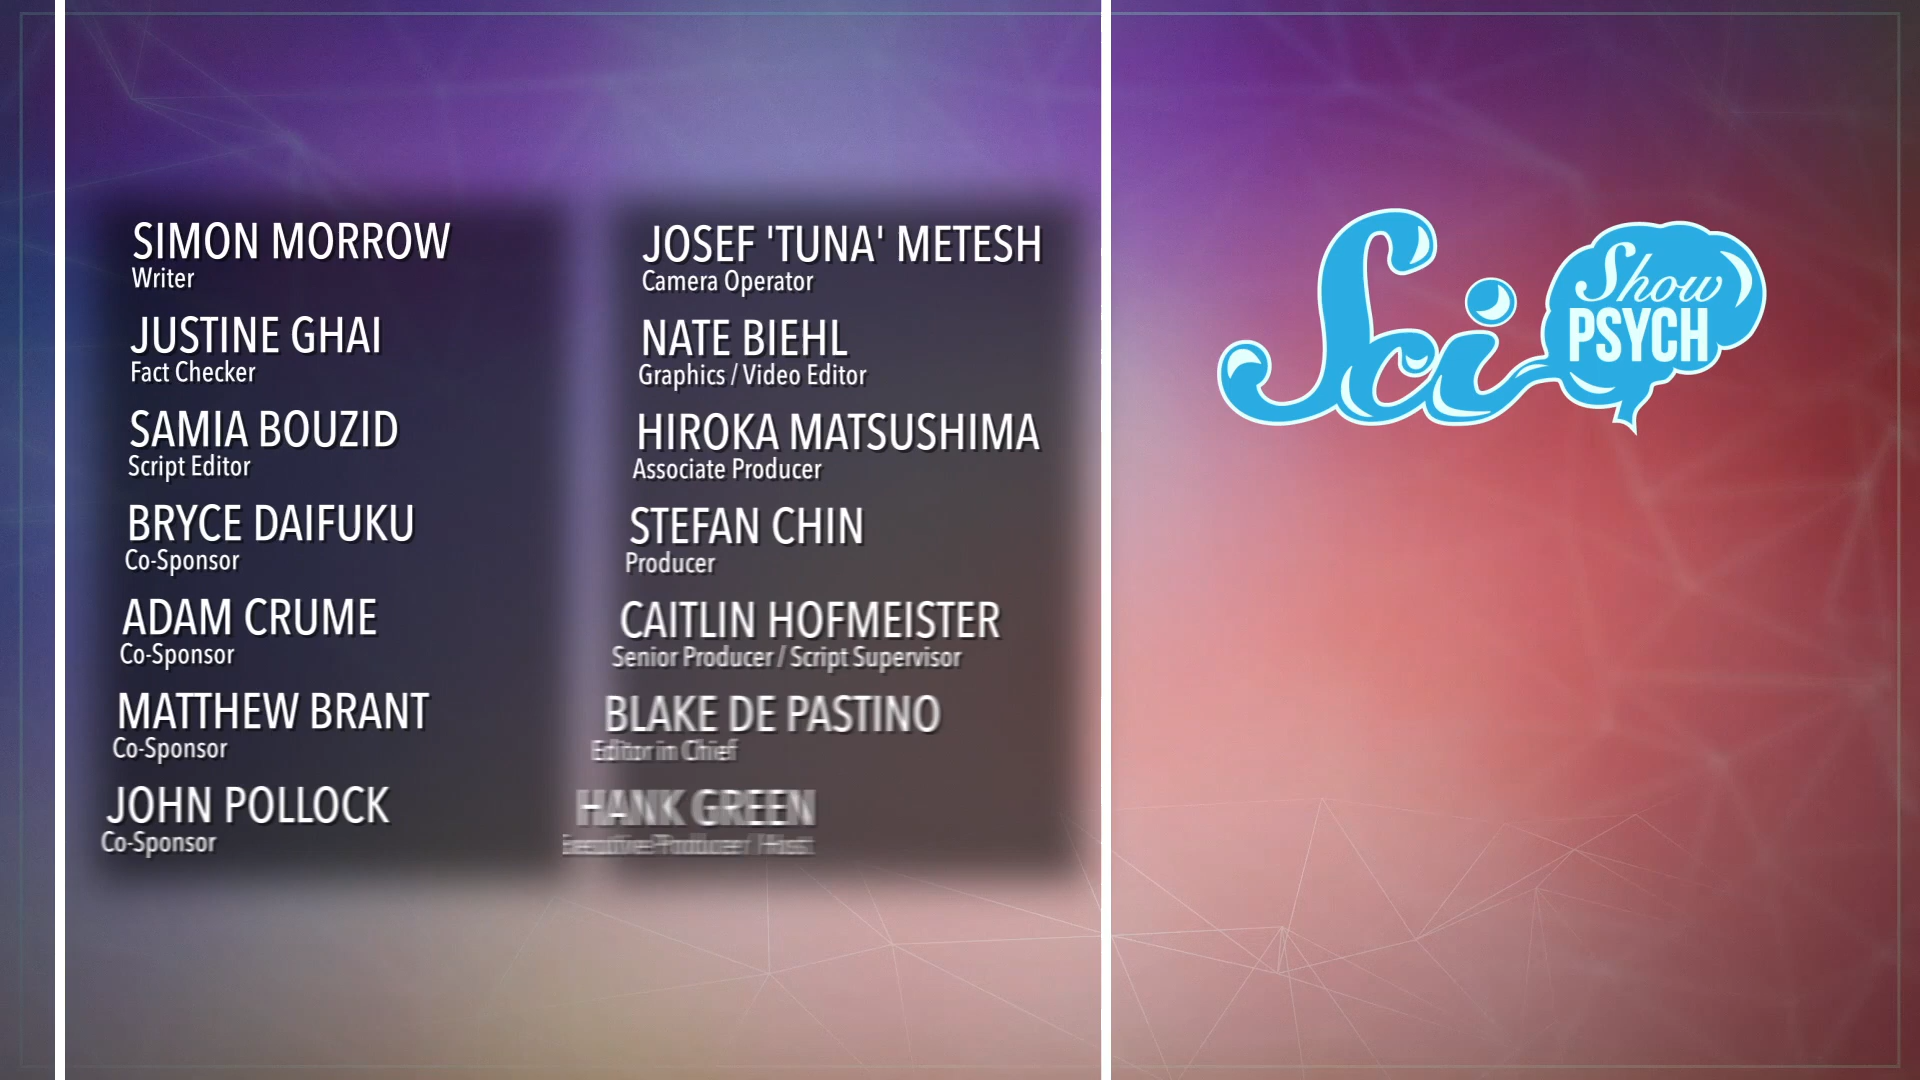 SIMON MORROW
Writer
JUSTINE GHAI
Fact Checker
SAMIA BOUZID
Script Editor
BRYCE DAIFUKU
Co-Sponsor
ADAM CRUME
Co-Sponsor
MATTHEW BRANT
Co-Sponsor
JOHN POLLOCK
Co-Sponsor
JOSEF 'TUNA' METESH
Camera Operator
NATE BIEHL
Graphics / Video Editor
HIROKA MATSUSHIMA
Associate Producer
STEFAN CHIN
Producer
CAITLIN HOFMEISTER
Senior Producer / Script Supervisor
BLAKE DE PASTINO
Editor in Chief
HANK GREEN
Executive Producer / Host
Sci Show
PSYCH